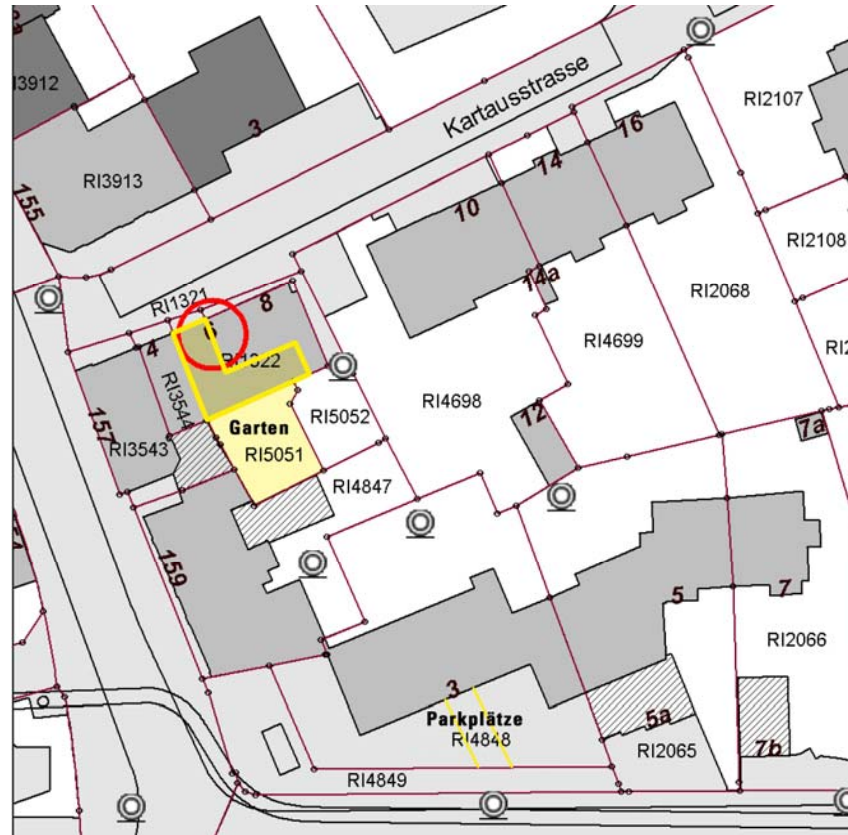 RI3912
3
1
Kartausstrasse
RI2107
16
14
155
RI3913
10
RI2108
14a
RI2068
RI1321
8
6
4
RI1322
RI3544
RI4699
RI5052
RI4698
12
7a
157
RI3543
Garten
RI5051
RI4847
159
5
7
RI2066
3
Parkplätze
RI4848
5a
RI2065
7b
RI4849